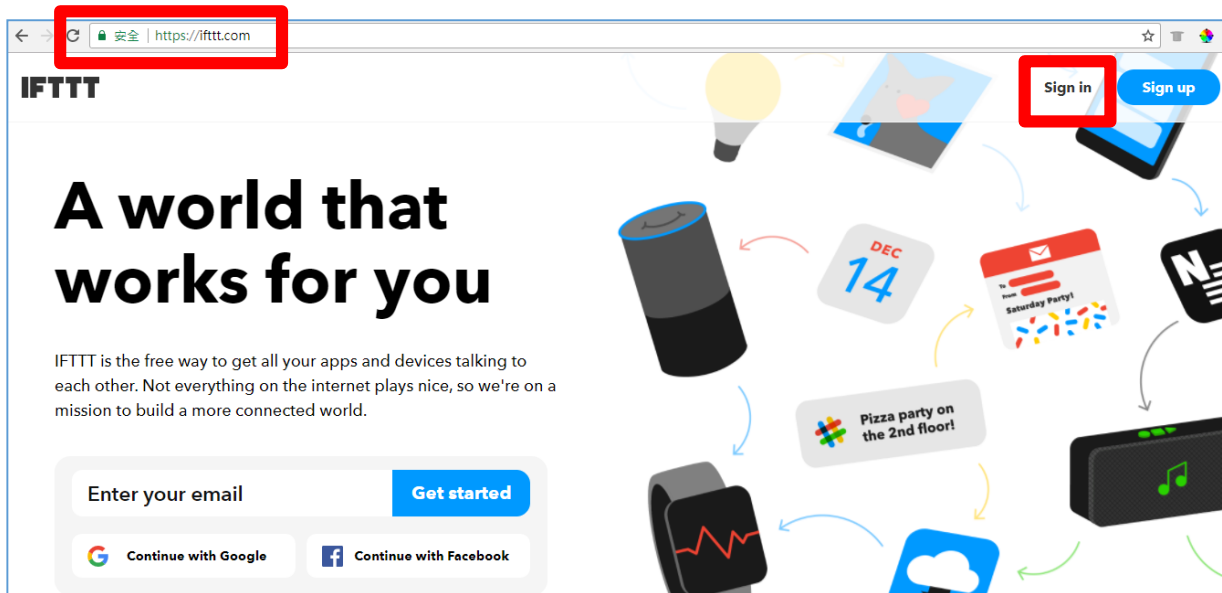 安全 | https://ifttt.com
IFTTT
Sign in
Sign up
A world that
works for you
IFTTT is the free way to get all your apps and devices talking to
each other. Not everything on the internet plays nice, so we're on a
mission to build a more connected world.
Enter your email
Get started
Continue with Google
Continue with Facebook
DEC
14
To
From
Saturday Party!
N
Pizza party on
the 2nd floor!